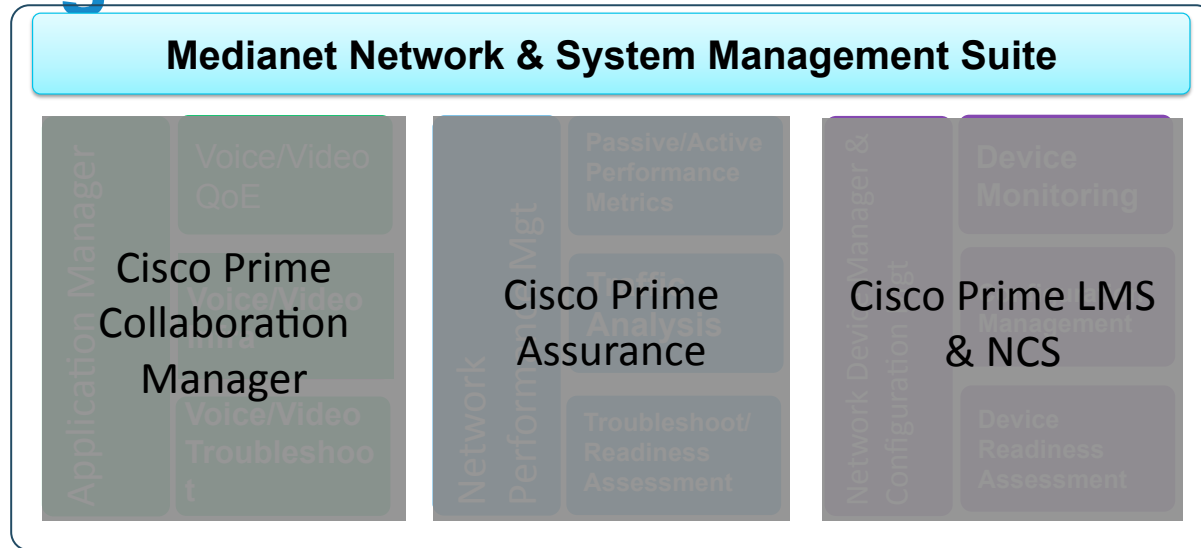 Medianet Network & System Management Suite
Application Manager
Voice/Video
QoE
Voice/Video
Infra
Voice/Video
Troubleshoo
t
Cisco Prime
Collaboration
Manager
Network
Performance Mgt
Passive/Active
Performance
Metrics
Traffic
Analysis
Troubleshoot/
Readiness
Assessment
Cisco Prime
Assurance
Network Device Manager &
Configuration Mgt
Device
Monitoring
Management
Device
Readiness
Assessment
Cisco Prime LMS
& NCS